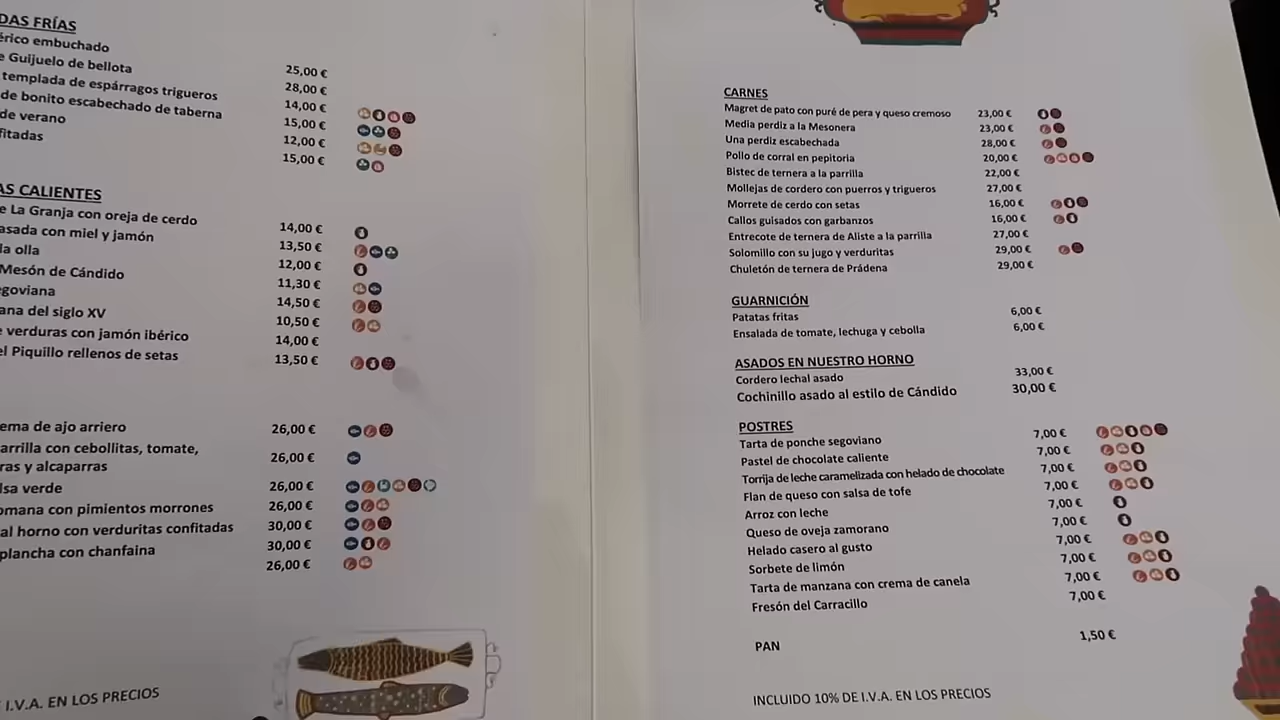 DAS FRÍAS
érico embuchado
e Guijuelo de bellota 25,00 €
templada de espárragos trigueros 28,00 €
de bonito escabechado de taberna 14,00 €
de verano 15,00 €
fitadas 12,00 €
15,00 €
AS CALIENTES
e La Granja con oreja de cerdo 14,00 €
asada con miel y jamón 13,50 €
la olla 12,00 €
Mesón de Cándido 11,30 €
egoviana 14,50 €
ana del siglo XV 10,50 €
e verduras con jamón ibérico 14,00 €
el Piquillo rellenos de setas 13,50 €
ema de ajo arriero 26,00 €
arrilla con cebollitas, tomate, 26,00 €
ras y alcaparras
lsa verde 26,00 €
omana con pimientos morrones 26,00 €
al horno con verduritas confitadas 30,00 €
plancha con chanfaina 30,00 €
26,00 €
I.V.A. EN LOS PRECIOS
CARNES
Magret de pato con puré de pera y queso cremoso 23,00 €
Media perdiz a la Mesonera 23,00 €
Una perdiz escabechada 28,00 €
Pollo de corral en pepitoria 20,00 €
Bistec de ternera a la parrilla 22,00 €
Mollejas de cordero con puerros y trigueros 27,00 €
Morrete de cerdo con setas 16,00 €
Callos guisados con garbanzos 16,00 €
Entrecote de ternera de Aliste a la parrilla 27,00 €
Solomillo con su jugo y verduritas 29,00 €
Chuletón de ternera de Prádena 29,00 €
GUARNICIÓN
Patatas fritas 6,00 €
Ensalada de tomate, lechuga y cebolla 6,00 €
ASADOS EN NUESTRO HORNO
Cordero lechal asado 33,00 €
Cochinillo asado al estilo de Cándido 30,00 €
POSTRES
Tarta de ponche segoviano 7,00 €
Pastel de chocolate caliente 7,00 €
Torrija de leche caramelizada con helado de chocolate 7,00 €
Flan de queso con salsa de tofe 7,00 €
Arroz con leche 7,00 €
Queso de oveja zamorano 7,00 €
Helado casero al gusto 7,00 €
Sorbete de limón 7,00 €
Tarta de manzana con crema de canela 7,00 €
Fresón del Carracillo 7,00 €
PAN 1,50 €
INCLUIDO 10% DE I.V.A. EN LOS PRECIOS